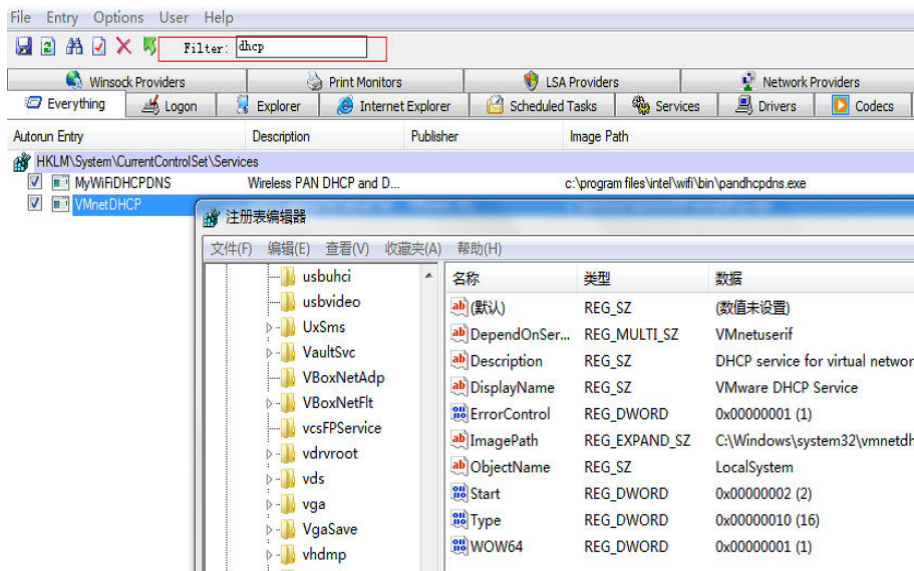 File Entry Options User Help
Filter: dhcp
Winsock Providers Print Monitors LSA Providers Network Providers
Everything Logon Explorer Internet Explorer Scheduled Tasks Services Drivers Codecs
Autorun Entry Description Publisher Image Path
HKLM\System\CurrentControlSet\Services
MyWiFiDHCPDNS Wireless PAN DHCP and D... c:\program files\intel\wifi\bin\pandhcpdns.exe
VMnetDHCP
注册表编辑器
文件(F) 编辑(E) 查看(V) 收藏夹(A) 帮助(H)
usbuhci
usbvideo
UxSms
VaultSvc
VBoxNetAdp
VBoxNetFlt
vcsFPService
vdrvroot
vds
vga
VgaSave
vhdmp
名称 类型 数据
(默认) REG_SZ (数值未设置)
DependOnSer... REG_MULTI_SZ VMnetuserif
Description REG_SZ DHCP service for virtual networ
DisplayName REG_SZ VMware DHCP Service
ErrorControl REG_DWORD 0x00000001 (1)
ImagePath REG_EXPAND_SZ C:\Windows\system32\vmnetdh
ObjectName REG_SZ LocalSystem
Start REG_DWORD 0x00000002 (2)
Type REG_DWORD 0x00000010 (16)
WOW64 REG_DWORD 0x00000001 (1)